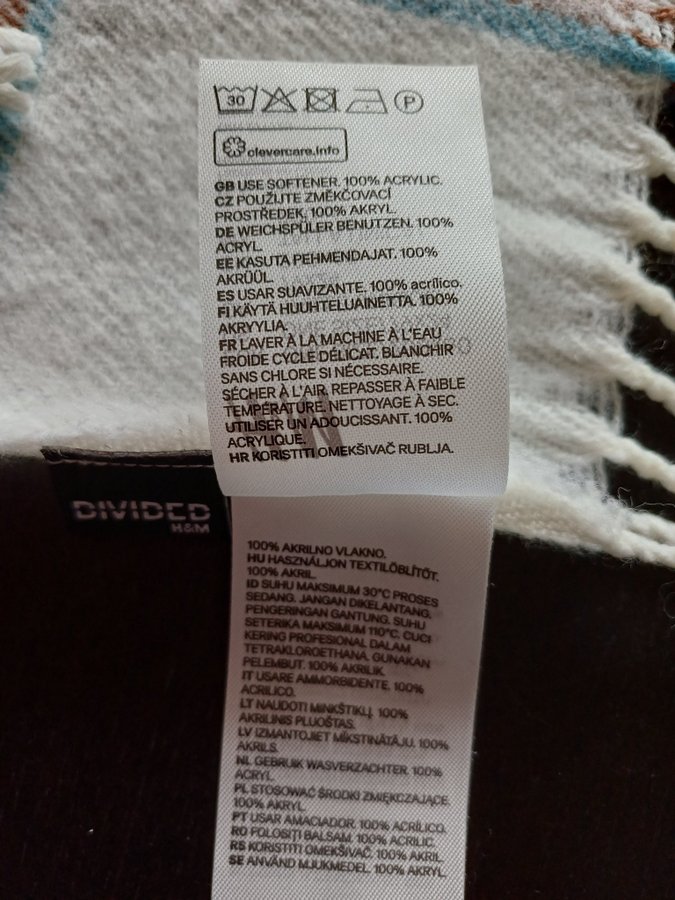 30 P
clevercare.info
GB USE SOFTENER. 100% ACRYLIC.
CZ POUŽIJTE ZMĚKČOVACÍ
PROSTŘEDEK. 100% AKRYL.
DE WEICHSPÜLER BENUTZEN. 100%
ACRYL.
EE KASUTA PEHMENDAJAT. 100%
AKRÜÜL.
ES USAR SUAVIZANTE. 100% acrílico.
FI KÄYTÄ HUUHTELUAINETTA. 100%
AKRYYLIA.
FR LAVER À LA MACHINE À L'EAU
FROIDE CYCLE DÉLICAT. BLANCHIR
SANS CHLORE SI NÉCESSAIRE.
SÉCHER À L'AIR. REPASSER À FAIBLE
TEMPÉRATURE. NETTOYAGE À SEC.
UTILISER UN ADOUCISSANT. 100%
ACRYLIQUE.
HR KORISTITI OMEKŠIVAČ RUBLJA.
DIVIDED
H&M
100% AKRILNO VLAKNO.
HU HASZNÁLJON TEXTILÖBLÍTŐT.
100% AKRIL.
ID SUHU MAKSIMUM 30°C PROSES
SEDANG. JANGAN DIKELANTANG.
PENGERINGAN GANTUNG. SUHU
SETERIKA MAKSIMUM 110°C. CUCI
KERING PROFESIONAL DALAM
TETRAKLOROETHANA. GUNAKAN
PELEMBUT. 100% AKRILIK.
IT USARE AMMORBIDENTE. 100%
ACRILICO.
LT NAUDOTI MINKŠTIKLĮ. 100%
AKRILINIS PLUOŠTAS.
LV IZMANTOJIET MĪKSTINĀTĀJU. 100%
AKRILS.
NL GEBRUIK WASVERZACHTER. 100%
ACRYL.
PL STOSOWAĆ ŚRODKI ZMIĘKCZAJĄCE.
100% AKRYL.
PT USAR AMACIADOR. 100% ACRÍLICO.
RO FOLOSIȚI BALSAM. 100% ACRILIC.
RS KORISTITI OMEKŠIVAČ. 100% AKRIL.
SE ANVÄND MJUKMEDEL. 100% AKRYL.